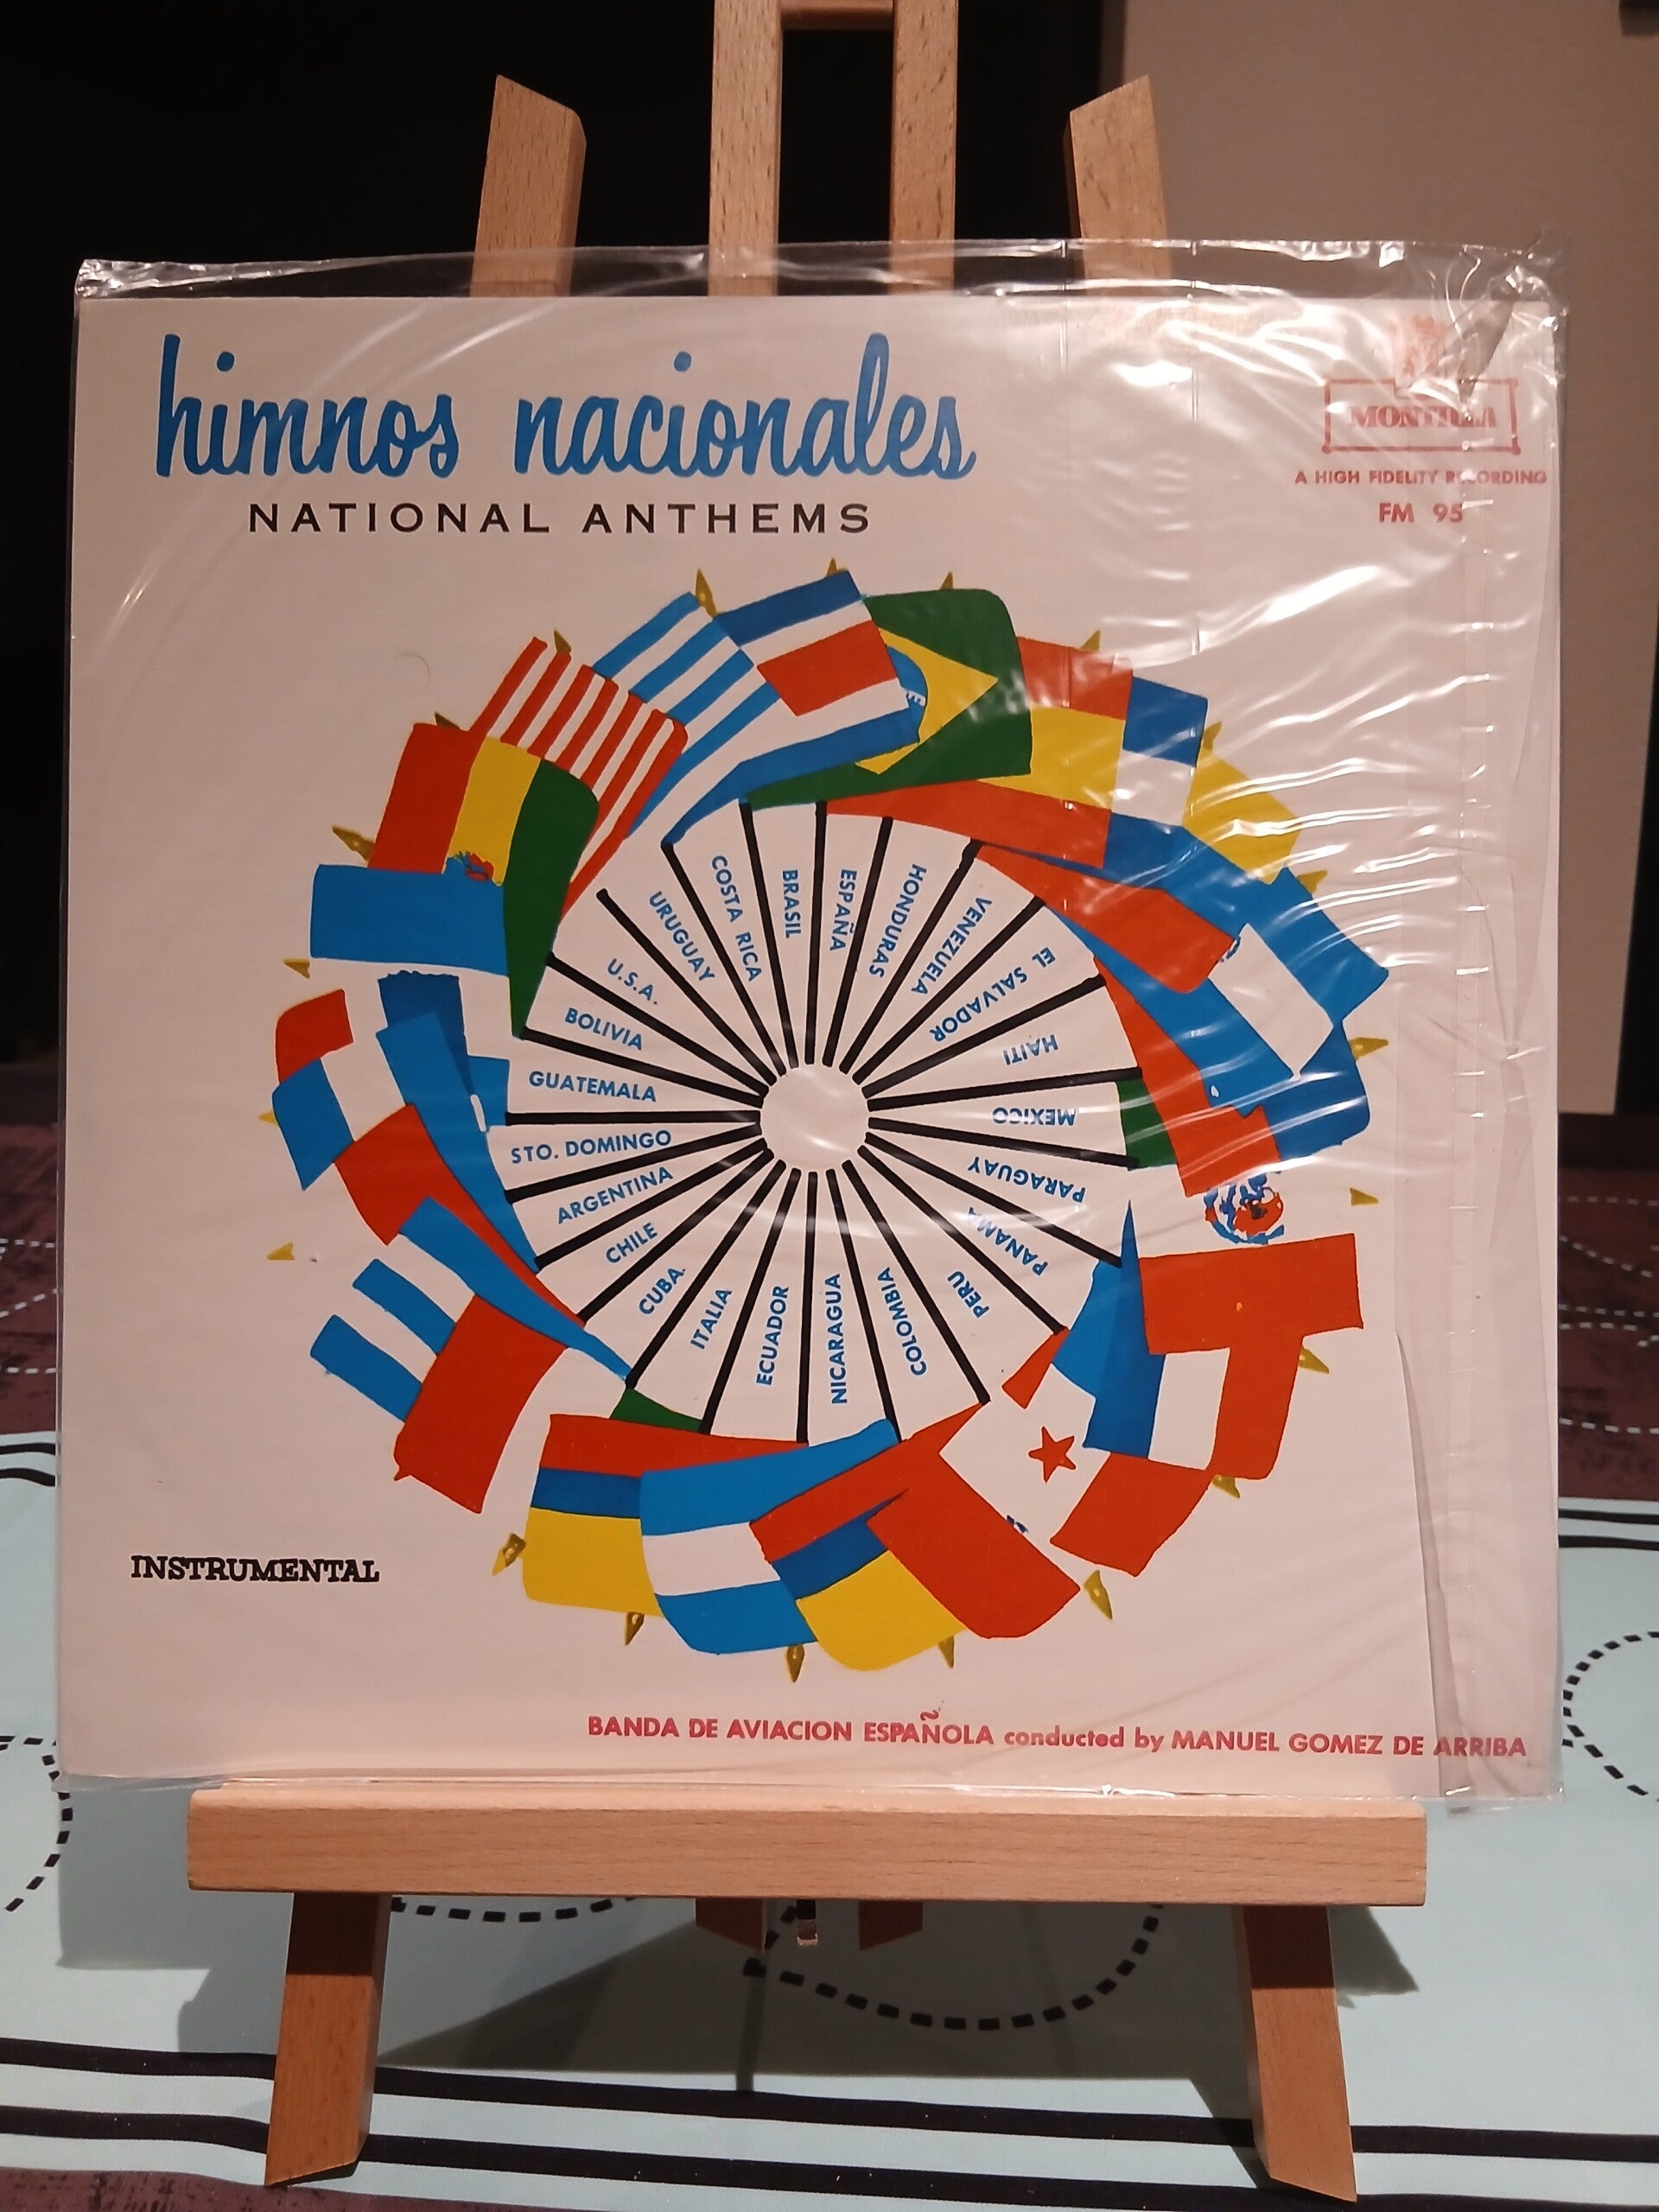 himnos nacionales
NATIONAL ANTHEMS
MONTILLA
A HIGH FIDELITY RECORDING
FM 95
BRASIL
ESPAÑA
HONDURAS
VENEZUELA
EL SALVADOR
HAITI
MEXICO
PARAGUAY
PANAMA
PERU
COLOMBIA
NICARAGUA
ECUADOR
ITALIA
CUBA.
CHILE
ARGENTINA
STO. DOMINGO
GUATEMALA
BOLIVIA
U.S.A.
URUGUAY
COSTA RICA
INSTRUMENTAL
BANDA DE AVIACION ESPAÑOLA conducted by MANUEL GOMEZ DE ARRIBA